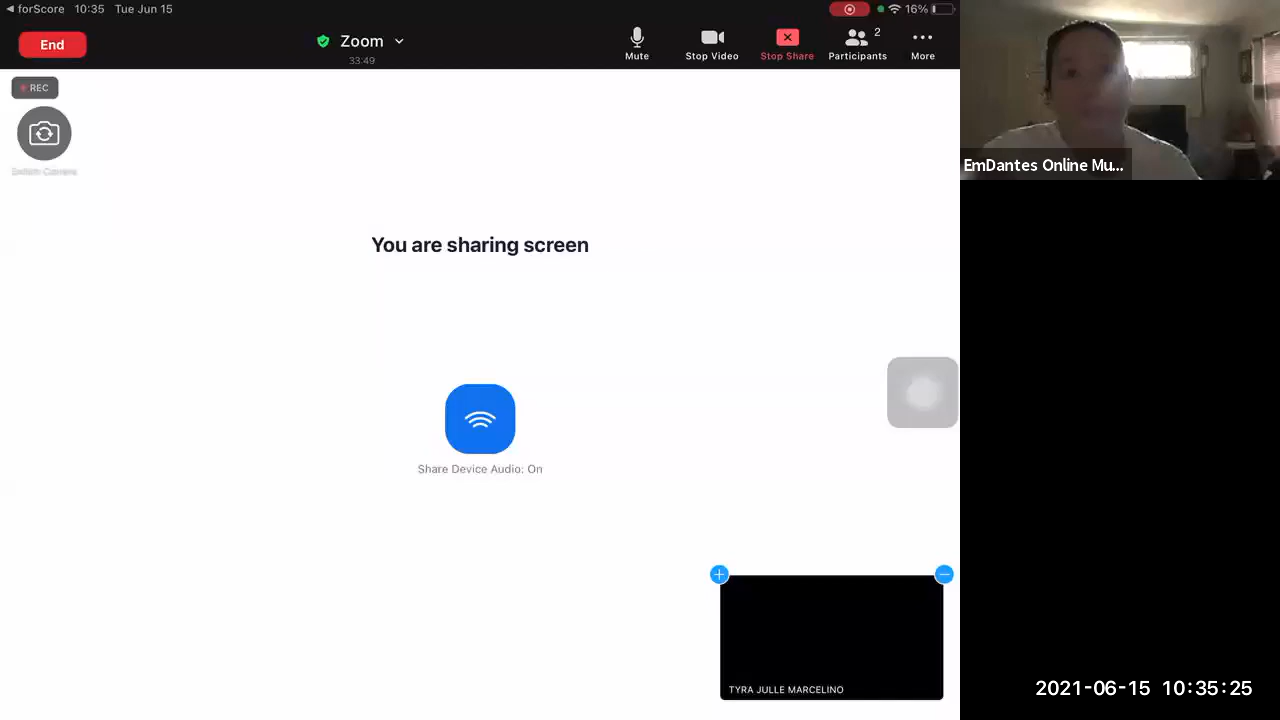 forScore 10:35 Tue Jun 15
16%
End
Zoom
33:49
Mute
Stop Video
Stop Share
2
Participants
More
REC
Switch Camera
EmDantes Online Mu...
You are sharing screen
Share Device Audio: On
TYRA JULLE MARCELINO
2021-06-15 10:35:25